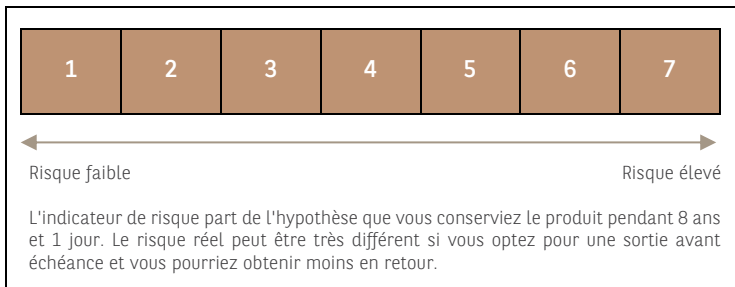 1 2 3 4 5 6 7
Risque faible Risque élevé
L'indicateur de risque part de l'hypothèse que vous conserviez le produit pendant 8 ans
et 1 jour. Le risque réel peut être très différent si vous optez pour une sortie avant
échéance et vous pourriez obtenir moins en retour.